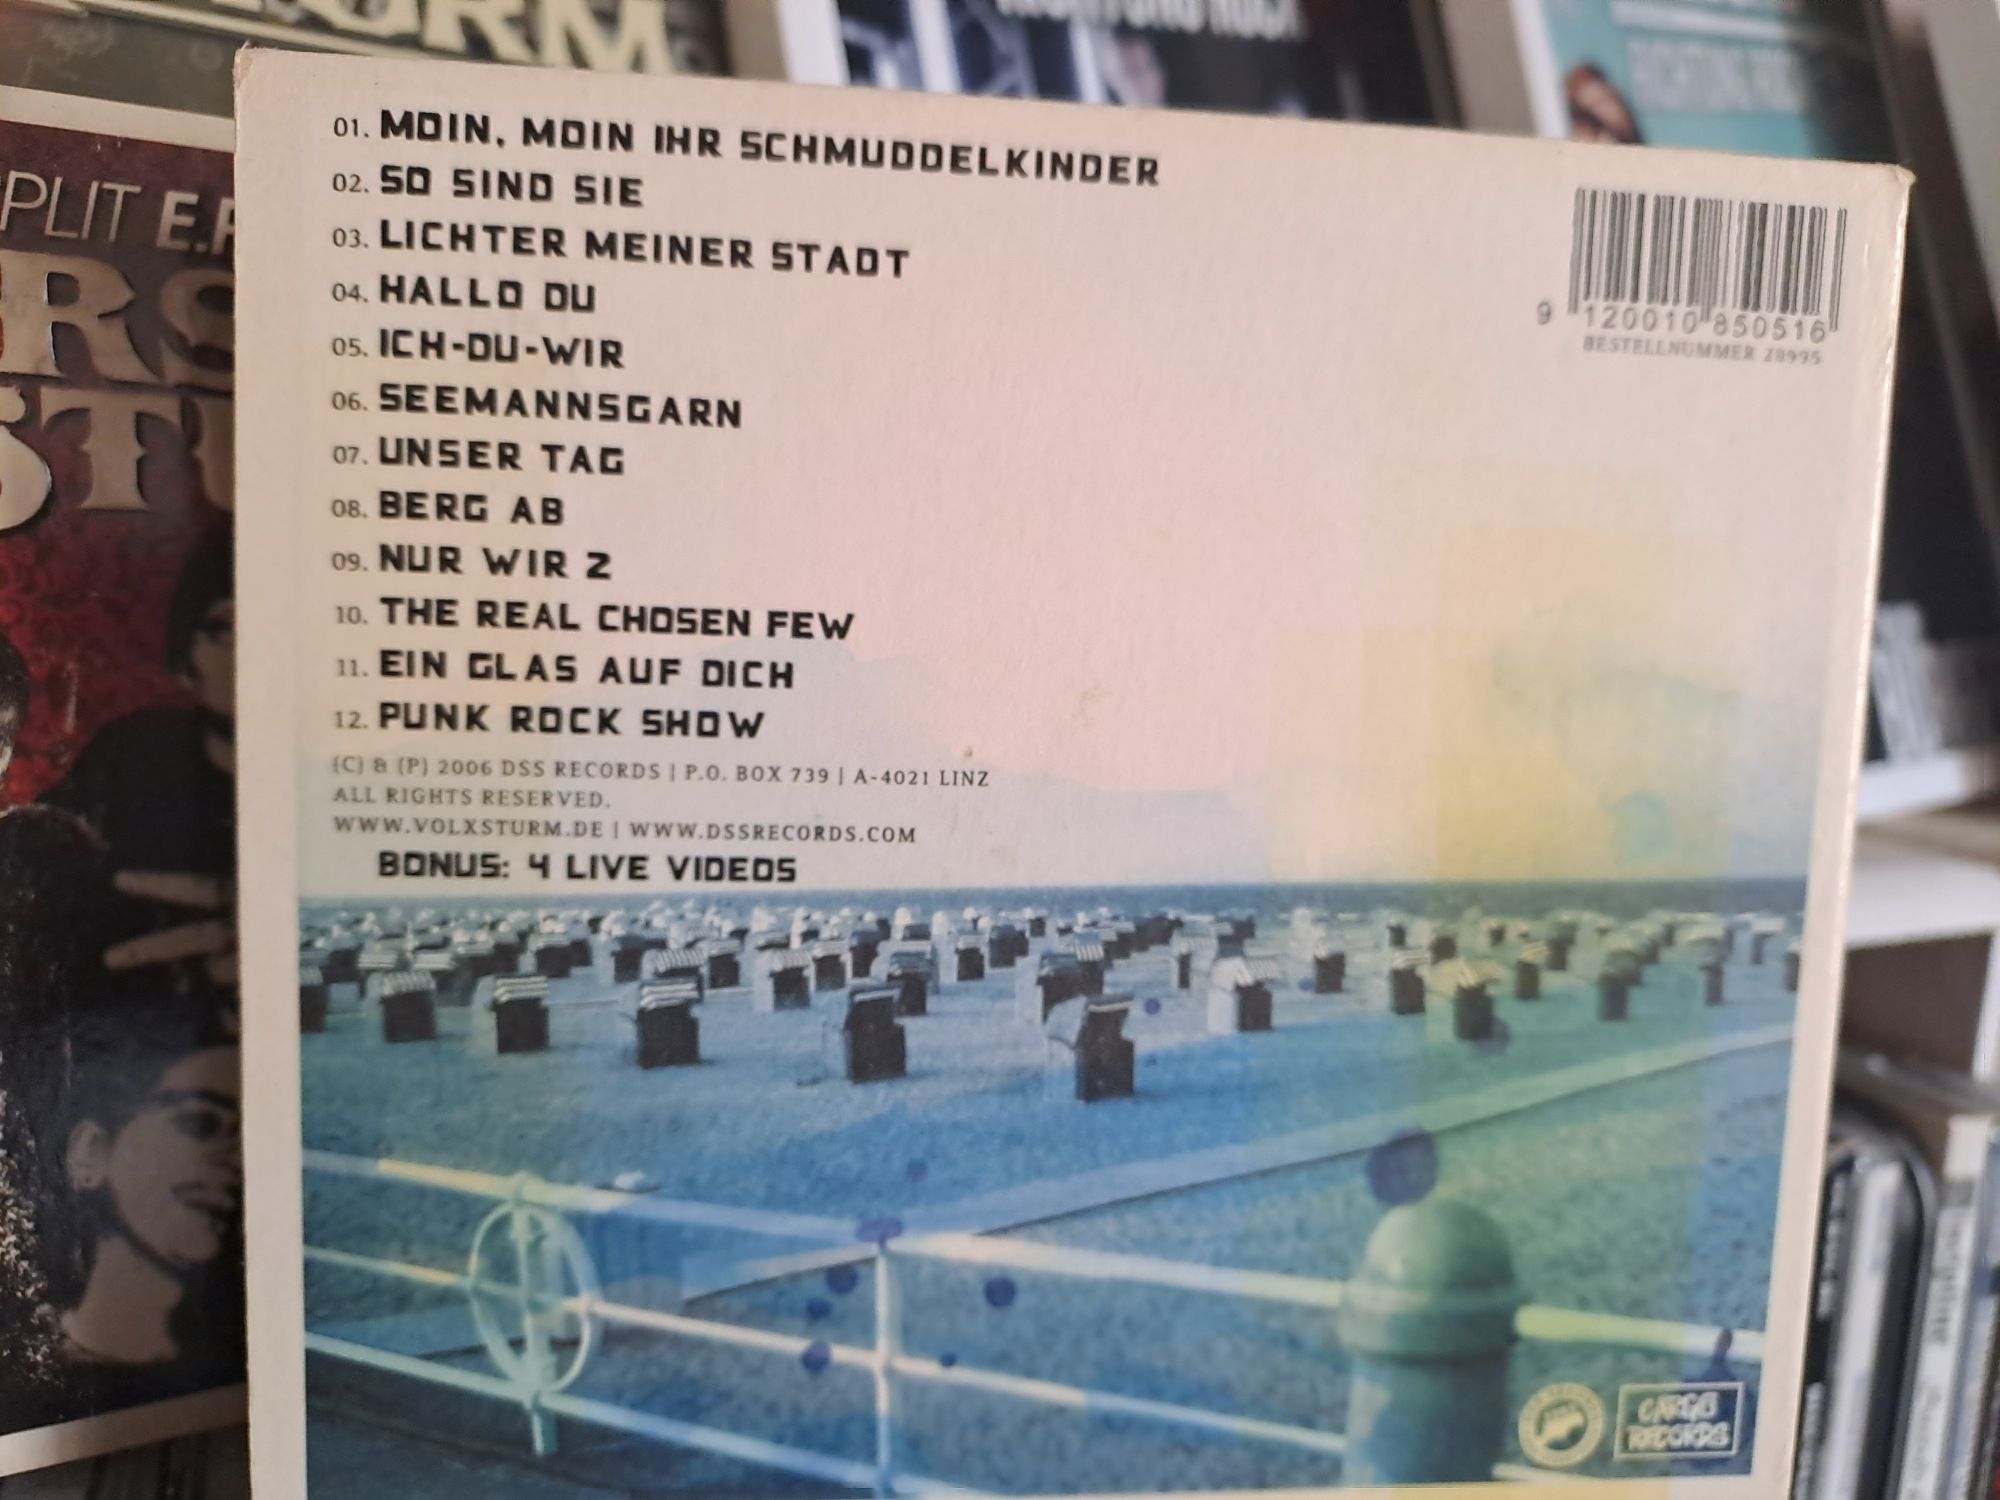 PLIT E.P
RICHTUNG ROCK
01. MOIN, MOIN IHR SCHMUDDELKINDER
02. SO SIND SIE
03. LICHTER MEINER STADT
04. HALLO DU
05. ICH-DU-WIR
06. SEEMANNSGARN
07. UNSER TAG
08. BERG AB
09. NUR WIR 2
10. THE REAL CHOSEN FEW
11. EIN GLAS AUF DICH
12. PUNK ROCK SHOW
(C) & (P) 2006 DSS RECORDS | P.O. BOX 739 | A-4021 LINZ
ALL RIGHTS RESERVED.
WWW.VOLXSTURM.DE | WWW.DSSRECORDS.COM
BONUS: 4 LIVE VIDEOS
9 120010 850516
BESTELLNUMMER 28995
CARGO
RECORDS